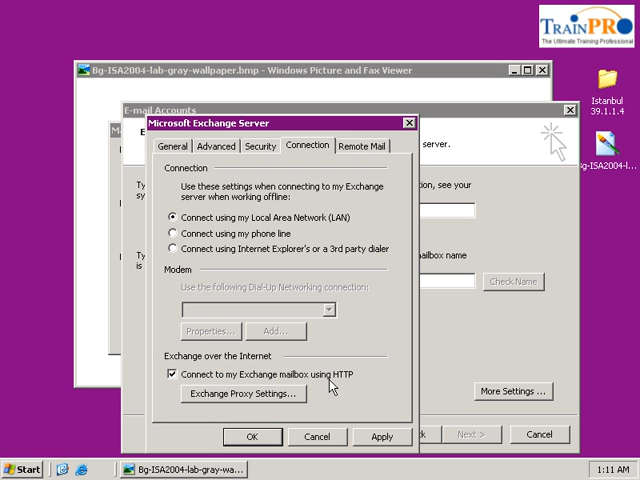 TrainPRO
The Ultimate Training Professional
Bg-ISA2004-lab-gray-wallpaper.bmp - Windows Picture and Fax Viewer
Istanbul
39.1.1.4
E-mail Accounts
Microsoft Exchange Server
General
Advanced
Security
Connection
Remote Mail
server.
Connection
Use these settings when connecting to my Exchange
server when working offline:
tion, see your
Connect using my Local Area Network (LAN)
Connect using my phone line
Connect using Internet Explorer's or a 3rd party dialer
Modem
Use the following Dial-Up Networking connection:
Properties...
Add...
ailbox name
Check Name
Exchange over the Internet
Connect to my Exchange mailbox using HTTP
Exchange Proxy Settings...
More Settings ...
OK
Cancel
Apply
Next >
Cancel
Start
Bg-ISA2004-lab-gray-wa...
1:11 AM